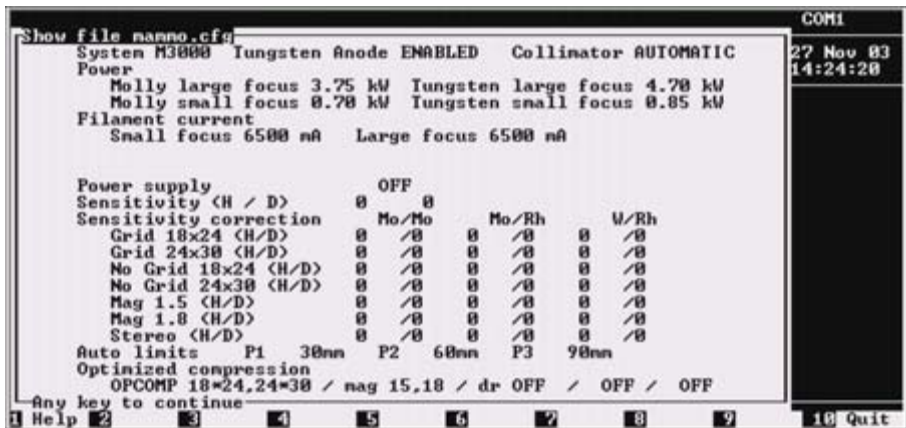 COM1
Show file mammo.cfg
27 Nov 03
14:24:20
System M3000 Tungsten Anode ENABLED Collimator AUTOMATIC
Power
Molly large focus 3.75 kW Tungsten large focus 4.70 kW
Molly small focus 0.70 kW Tungsten small focus 0.85 kW
Filament current
Small focus 6500 mA Large focus 6500 mA
Power supply OFF
Sensitivity (H / D) 0 0
Sensitivity correction Mo/Mo Mo/Rh W/Rh
Grid 18x24 (H/D) 0 /0 0 /0 0 /0
Grid 24x30 (H/D) 0 /0 0 /0 0 /0
No Grid 18x24 (H/D) 0 /0 0 /0 0 /0
No Grid 24x30 (H/D) 0 /0 0 /0 0 /0
Mag 1.5 (H/D) 0 /0 0 /0 0 /0
Mag 1.8 (H/D) 0 /0 0 /0 0 /0
Stereo (H/D) 0 /0 0 /0 0 /0
Auto limits P1 30mm P2 60mm P3 90mm
Optimized compression
OPCOMP 18*24,24*30 / mag 15,18 / dr OFF / OFF / OFF
Any key to continue
1 Help 2 3 4 5 6 7 8 9 10 Quit